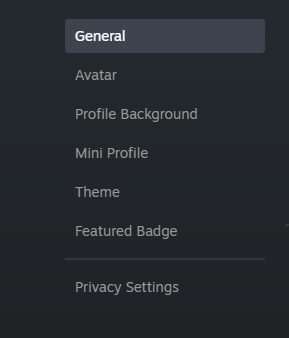 General
Avatar
Profile Background
Mini Profile
Theme
Featured Badge
Privacy Settings